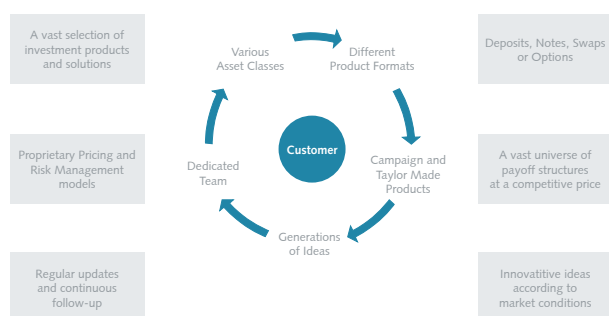 A vast selection of
investment products
and solutions
Proprietary Pricing and
Risk Management
models
Regular updates
and continuous
follow-up
Various
Asset Classes
Different
Product Formats
Dedicated
Team
Customer
Campaign and
Taylor Made
Products
Generations
of Ideas
Deposits, Notes, Swaps
or Options
A vast universe of
payoff structures
at a competitive price
Innovatitive ideas
according to
market conditions